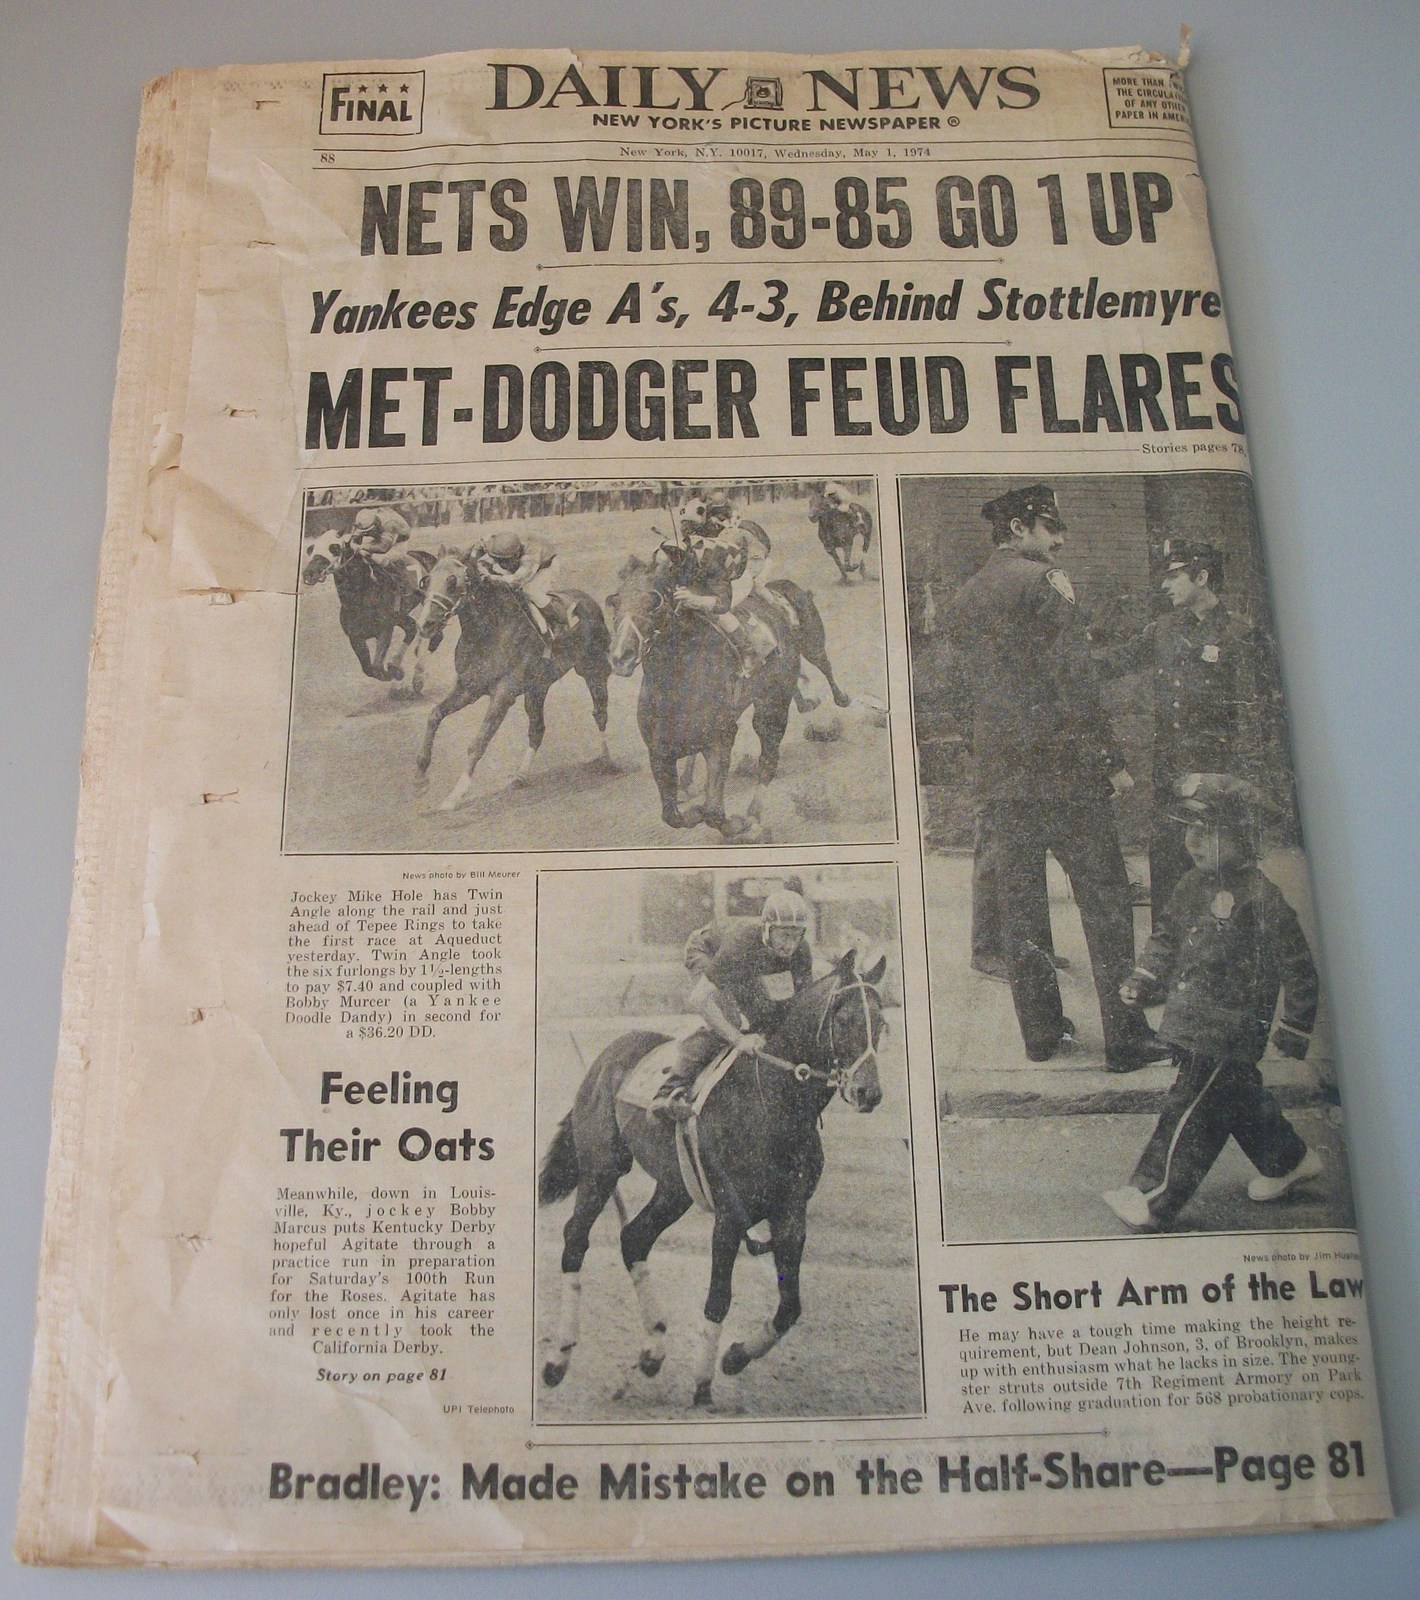 ★ ★ ★
FINAL
DAILY NEWS
NEW YORK'S PICTURE NEWSPAPER ®
MORE THAN
THE CIRCULA
OF ANY OTHER
PAPER IN AMER
88
New York, N.Y. 10017, Wednesday, May 1, 1974
NETS WIN, 89-85 GO 1 UP
Yankees Edge A's, 4-3, Behind Stottlemyre
MET-DODGER FEUD FLARES
Stories pages 78,
News photo by Bill Meurer
Jockey Mike Hole has Twin
Angle along the rail and just
ahead of Tepee Rings to take
the first race at Aqueduct
yesterday. Twin Angle took
the six furlongs by 1½-lengths
to pay $7.40 and coupled with
Bobby Murcer (a Yankee
Doodle Dandy) in second for
a $36.20 DD.
Feeling
Their Oats
Meanwhile, down in Louis-
ville, Ky., jockey Bobby
Marcus puts Kentucky Derby
hopeful Agitate through a
practice run in preparation
for Saturday's 100th Run
for the Roses. Agitate has
only lost once in his career
and recently took the
California Derby.
Story on page 81
UPI Telephoto
News photo by Jim
The Short Arm of the Law
He may have a tough time making the height re-
quirement, but Dean Johnson, 3, of Brooklyn, makes
up with enthusiasm what he lacks in size. The young-
ster struts outside 7th Regiment Armory on Park
Ave. following graduation for 568 probationary cops.
Bradley: Made Mistake on the Half-Share—Page 81